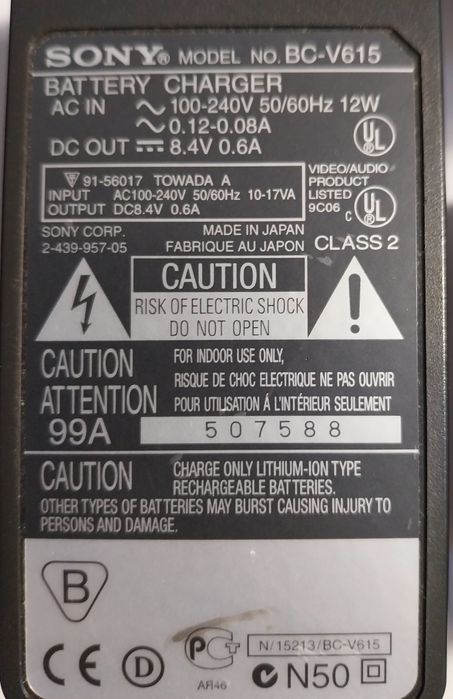 SONY® MODEL NO. BC-V615
BATTERY CHARGER
AC IN ～ 100-240V 50/60Hz 12W
～ 0.12-0.08A
DC OUT ⎓ 8.4V 0.6A
UL®
91-56017 TOWADA A
INPUT AC100-240V 50/60Hz 10-17VA
OUTPUT DC8.4V 0.6A
VIDEO/AUDIO
PRODUCT
LISTED
9C06 C UL®
SONY CORP. MADE IN JAPAN
2-439-957-05 FABRIQUE AU JAPON CLASS 2
CAUTION
RISK OF ELECTRIC SHOCK
DO NOT OPEN
CAUTION FOR INDOOR USE ONLY,
RISQUE DE CHOC ELECTRIQUE NE PAS OUVRIR
ATTENTION POUR UTILISATION Á L'INTÉRIEUR SEULEMENT
99A 507588
CAUTION CHARGE ONLY LITHIUM-ION TYPE
RECHARGEABLE BATTERIES.
OTHER TYPES OF BATTERIES MAY BURST CAUSING INJURY TO
PERSONS AND DAMAGE.
B
N/15213/BC-V615
CE D PCT N50
АЯ46